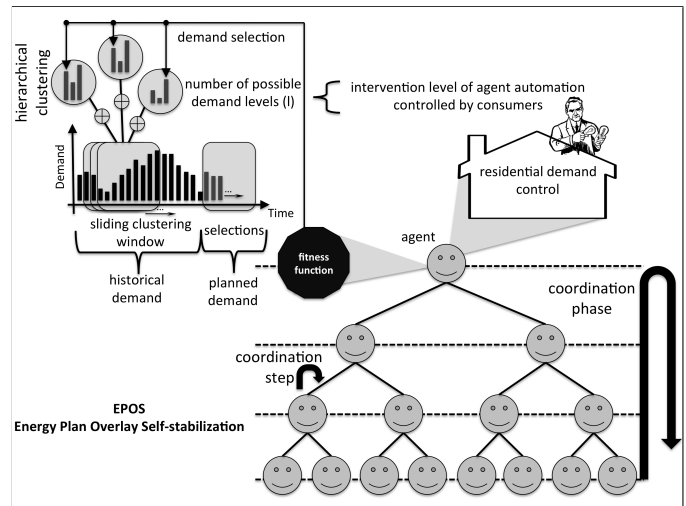 hierarchical
clustering
demand selection
number of possible
demand levels (l)
intervention level of agent automation
controlled by consumers
residential demand
control
Demand
...
...
Time
sliding clustering
window
selections
historical
demand
planned
demand
fitness
function
agent
coordination
phase
coordination
step
EPOS
Energy Plan Overlay Self-stabilization